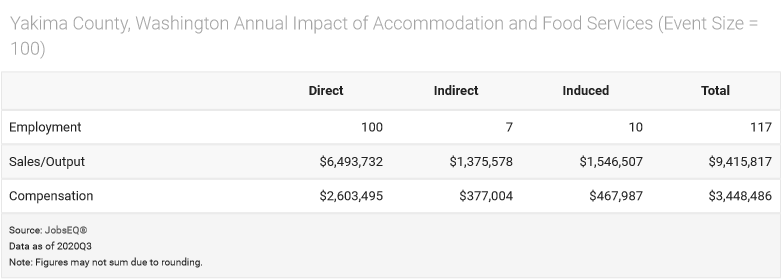 Yakima County, Washington Annual Impact of Accommodation and Food Services (Event Size =
100)
Direct Indirect Induced Total
Employment 100 7 10 117
Sales/Output $6,493,732 $1,375,578 $1,546,507 $9,415,817
Compensation $2,603,495 $377,004 $467,987 $3,448,486
Source: JobsEQ®
Data as of 2020Q3
Note: Figures may not sum due to rounding.